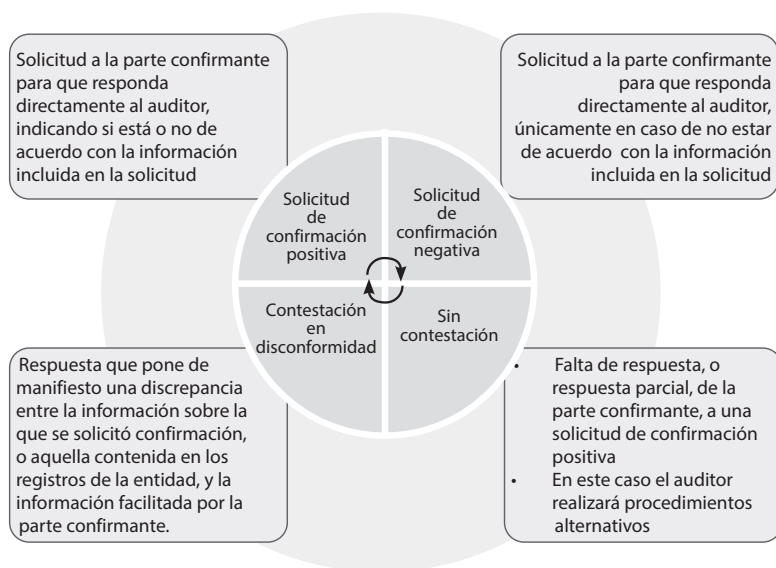 Solicitud a la parte confirmante
para que responda
directamente al auditor,
indicando si está o no de
acuerdo con la información
incluida en la solicitud
Solicitud a la parte confirmante
para que responda
directamente al auditor,
únicamente en caso de no estar
de acuerdo con la información
incluida en la solicitud
Solicitud
de
confirmación
positiva
Solicitud
de
confirmación
negativa
Contestación
en
disconformidad
Sin
contestación
Respuesta que pone de
manifiesto una discrepancia
entre la información sobre la
que se solicitó confirmación,
o aquella contenida en los
registros de la entidad, y la
información facilitada por la
parte confirmante.
• Falta de respuesta, o
respuesta parcial, de la
parte confirmante, a una
solicitud de confirmación
positiva
• En este caso el auditor
realizará procedimientos
alternativos